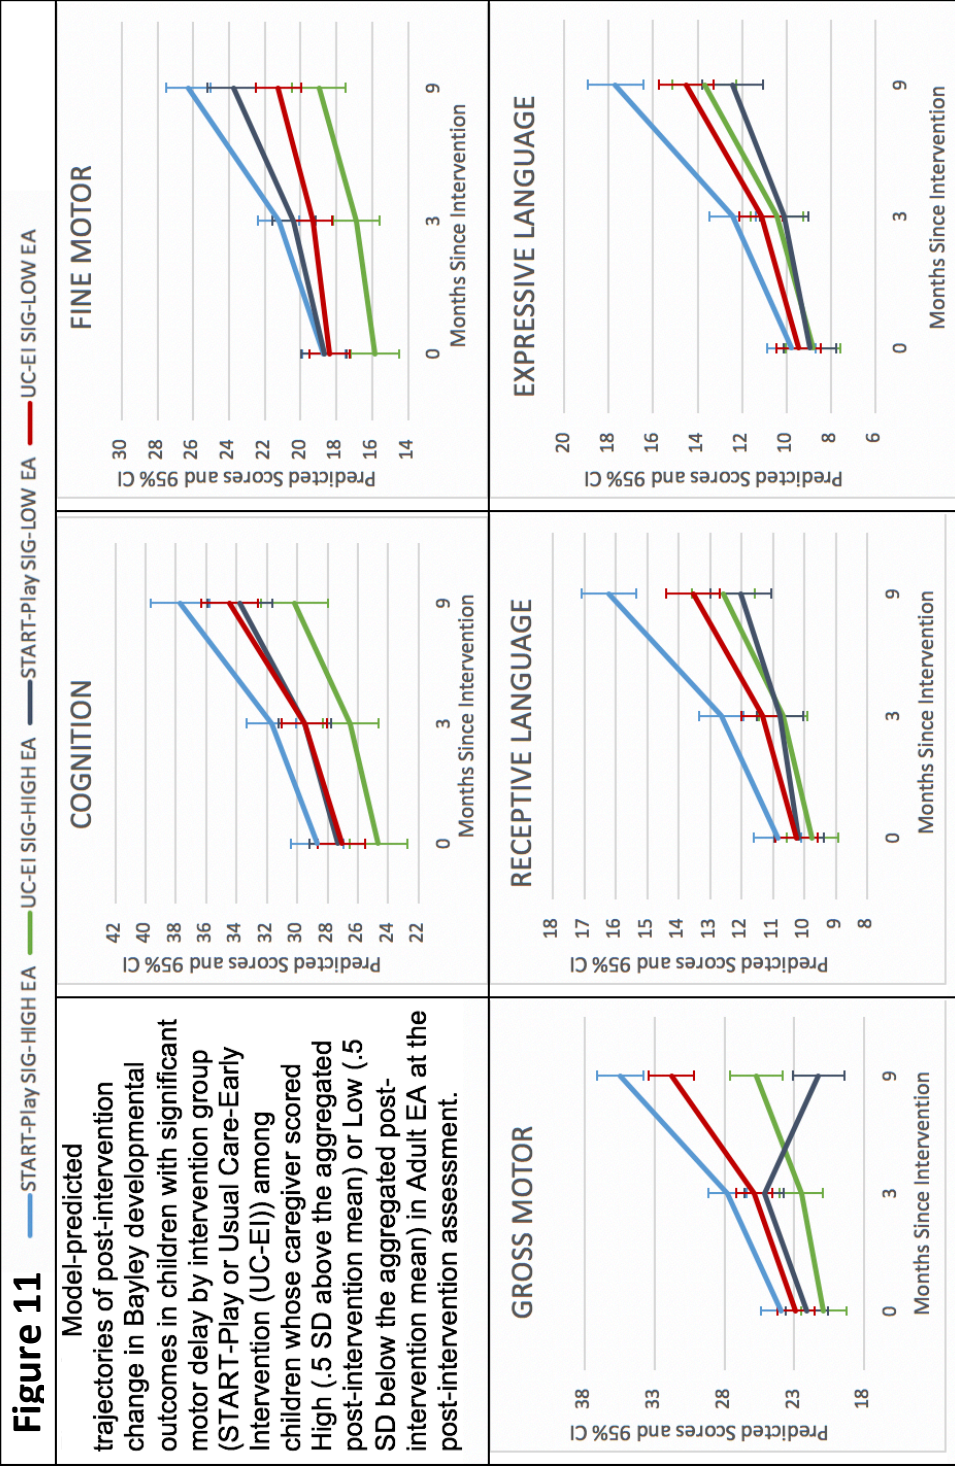 Figure 11
START-Play SIG-HIGH EA UC-EI SIG-HIGH EA START-Play SIG-LOW EA UC-EI SIG-LOW EA
Model-predicted
trajectories of post-intervention
change in Bayley developmental
outcomes in children with significant
motor delay by intervention group
(START-Play or Usual Care-Early
Intervention (UC-EI)) among
children whose caregiver scored
High (.5 SD above the aggregated
post-intervention mean) or Low (.5
SD below the aggregated post-
intervention mean) in Adult EA at the
post-intervention assessment.
COGNITION
Predicted Scores and 95% CI
42
40
38
36
34
32
30
28
26
24
22
0 3 9
Months Since Intervention
FINE MOTOR
Predicted Scores and 95% CI
30
28
26
24
22
20
18
16
14
0 3 9
Months Since Intervention
GROSS MOTOR
Predicted Scores and 95% CI
38
33
28
23
18
0 3 9
Months Since Intervention
RECEPTIVE LANGUAGE
Predicted Scores and 95% CI
18
17
16
15
14
13
12
11
10
9
8
0 3 9
Months Since Intervention
EXPRESSIVE LANGUAGE
Predicted Scores and 95% CI
20
18
16
14
12
10
8
6
0 3 9
Months Since Intervention